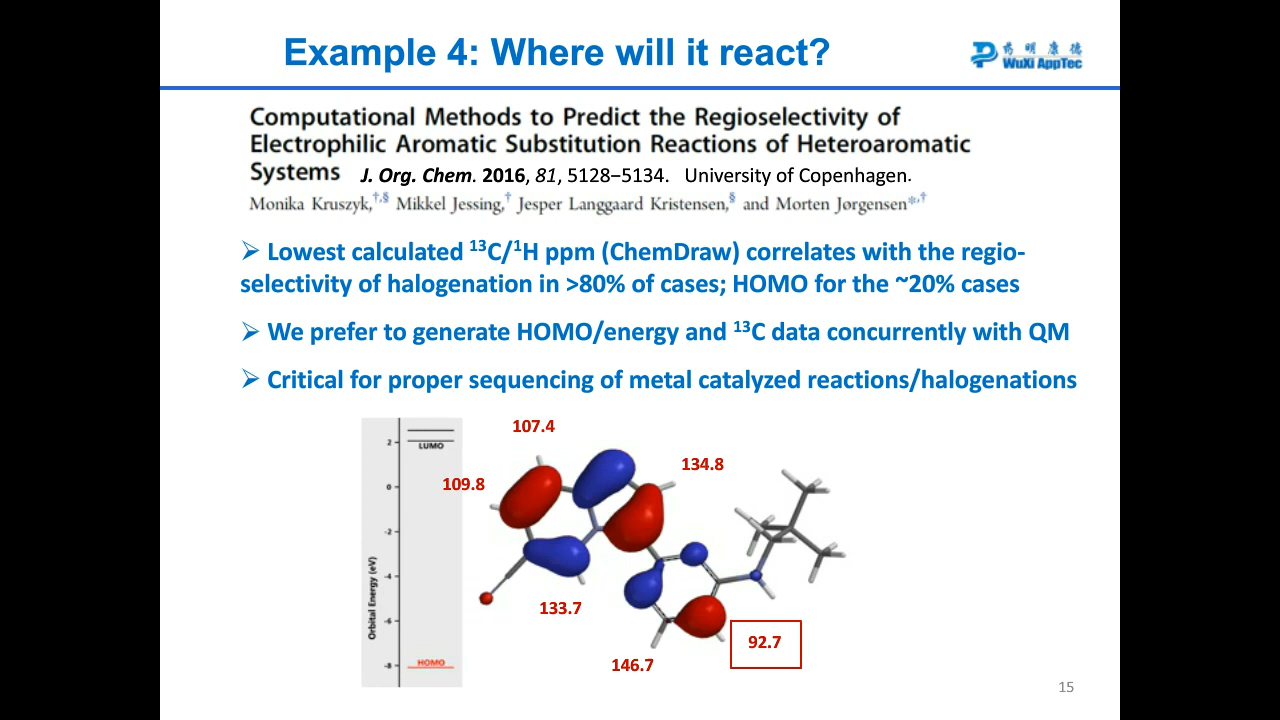 Example 4: Where will it react?
药明康德
WuXi AppTec
Computational Methods to Predict the Regioselectivity of
Electrophilic Aromatic Substitution Reactions of Heteroaromatic
Systems J. Org. Chem. 2016, 81, 5128–5134. University of Copenhagen.
Monika Kruszyk,†,§ Mikkel Jessing,† Jesper Langgaard Kristensen,§ and Morten Jørgensen*,†
➢ Lowest calculated ¹³C/¹H ppm (ChemDraw) correlates with the regio-
selectivity of halogenation in >80% of cases; HOMO for the ~20% cases
➢ We prefer to generate HOMO/energy and ¹³C data concurrently with QM
➢ Critical for proper sequencing of metal catalyzed reactions/halogenations
Orbital Energy (eV)
2
0
-2
-4
-6
-8
LUMO
HOMO
107.4
134.8
109.8
133.7
92.7
146.7
15